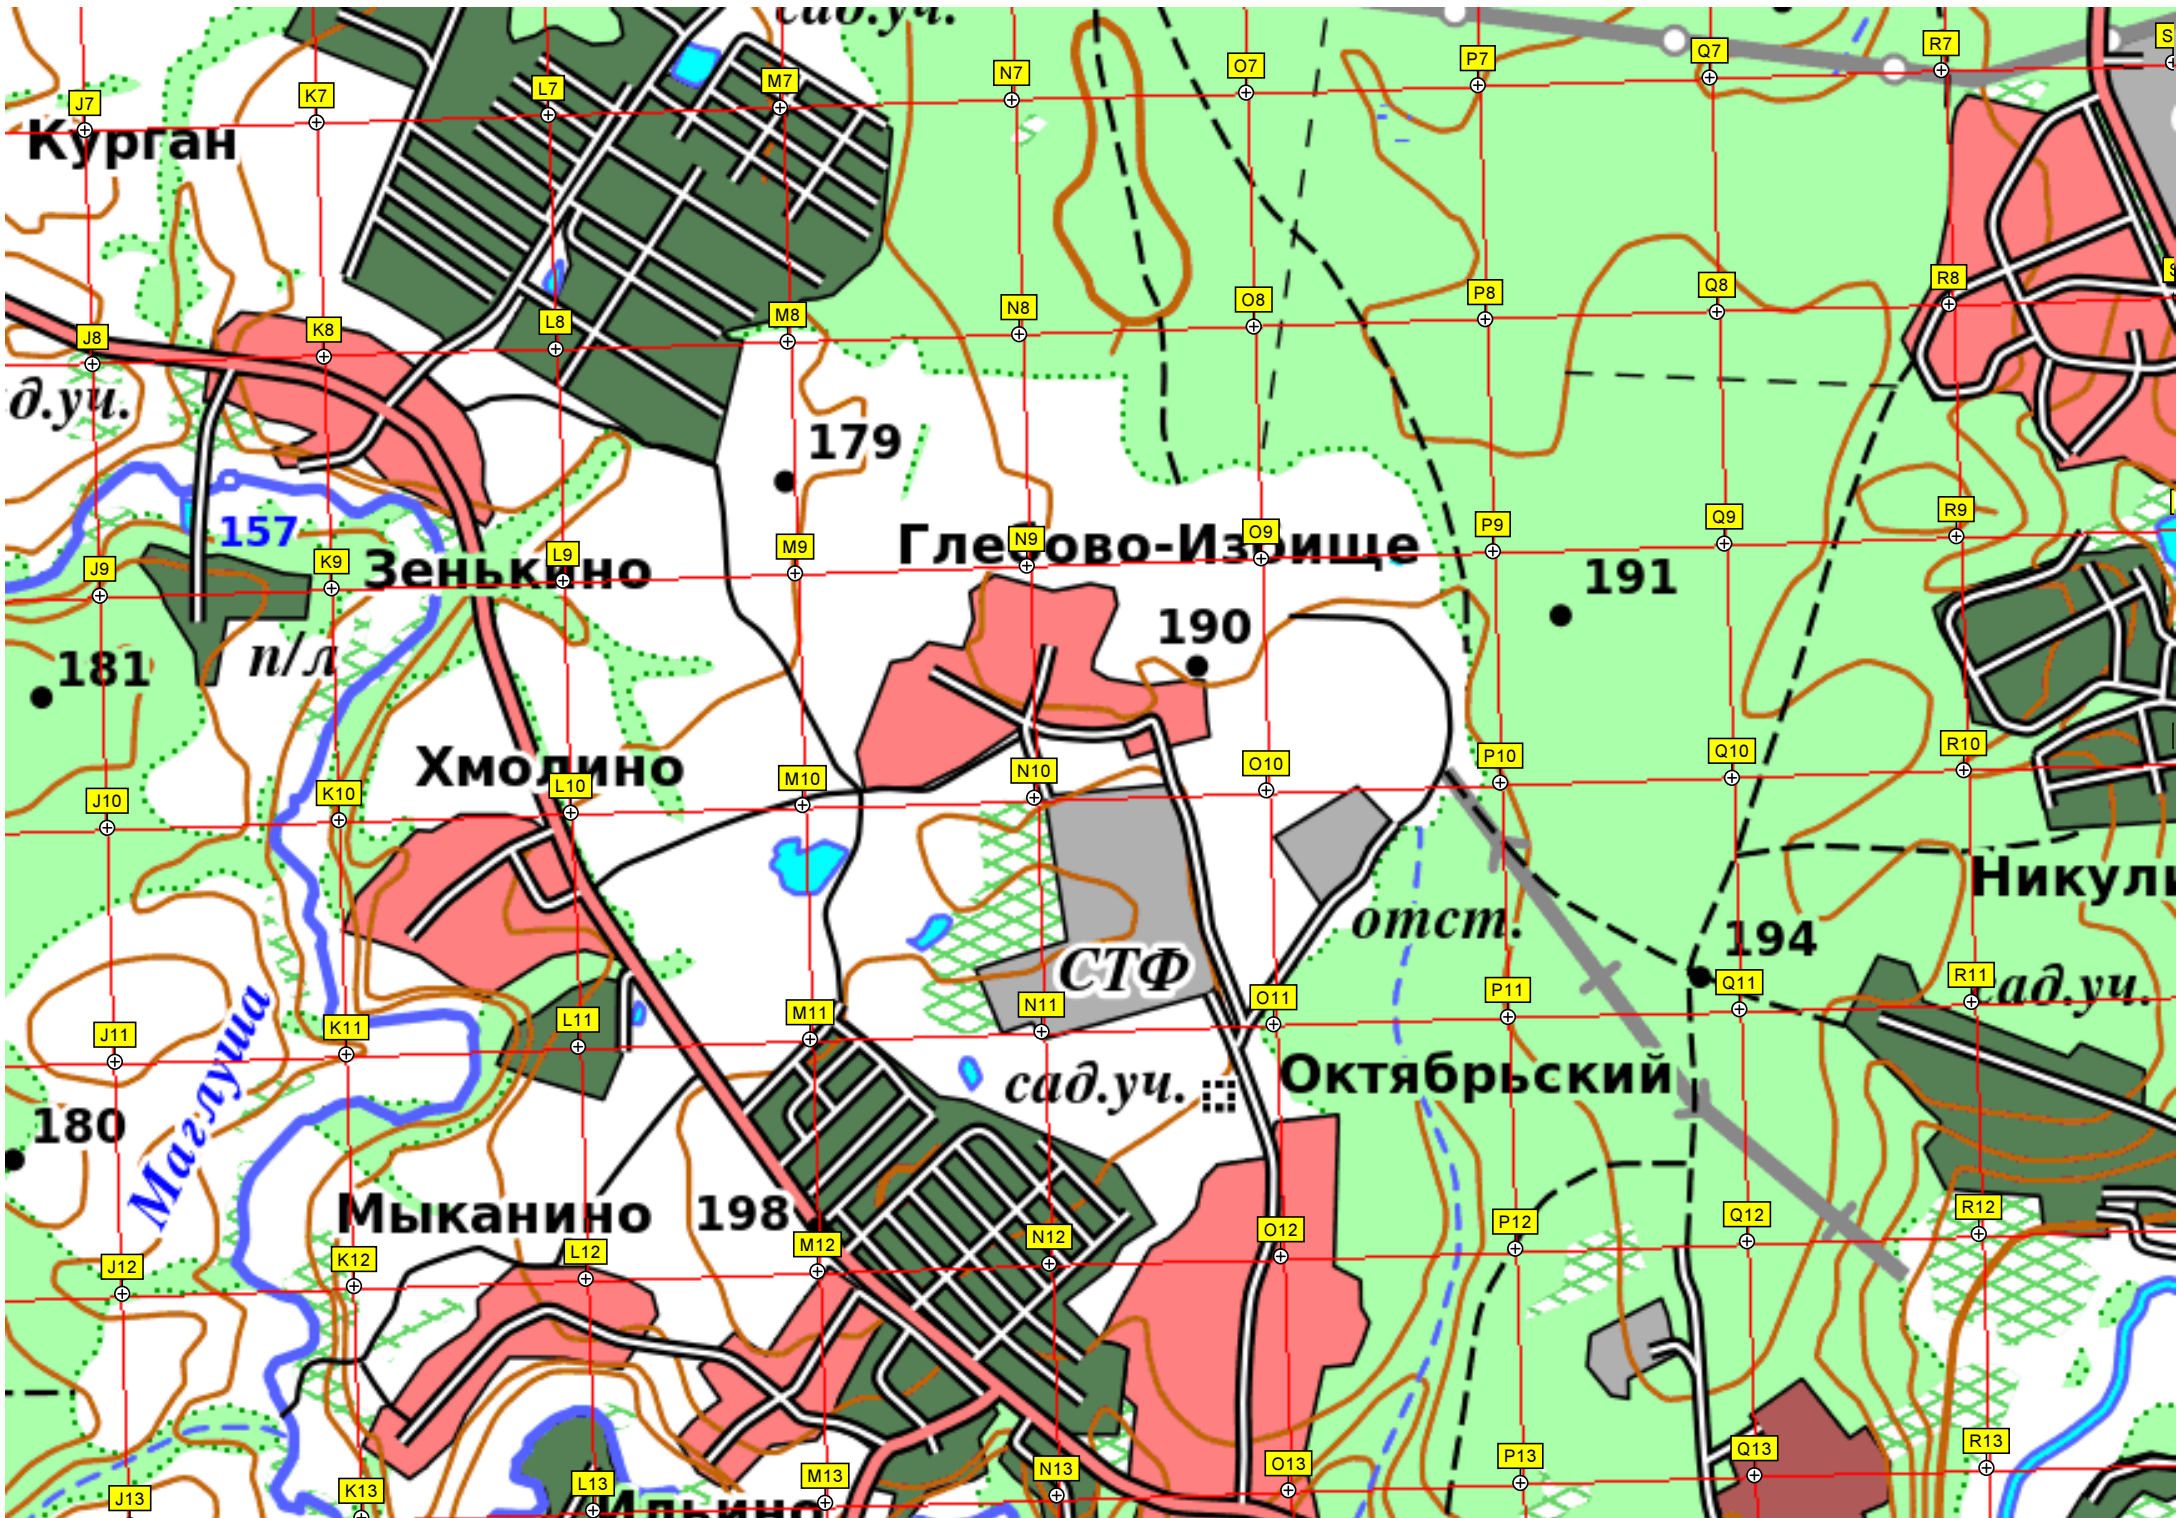 сад.уч.
J7 K7 L7 M7 N7 O7 P7 Q7 R7
Курган
J8 K8 L8 M8 N8 O8 P8 Q8 R8
д.уч.
179
157
Зенькино
Глебово-Избище
J9 K9 L9 M9 N9 O9 P9 Q9 R9
191
190
181
п/л
Хмолино
J10 K10 L10 M10 N10 O10 P10 Q10 R10
Никули
отст.
194
СТФ
сад.уч.
J11 K11 L11 M11 N11 O11 P11 Q11 R11
Маглуша
сад.уч.
Октябрьский
180
Мыканино
198
J12 K12 L12 M12 N12 O12 P12 Q12 R12
J13 K13 L13 M13 N13 O13 P13 Q13 R13
Ильино